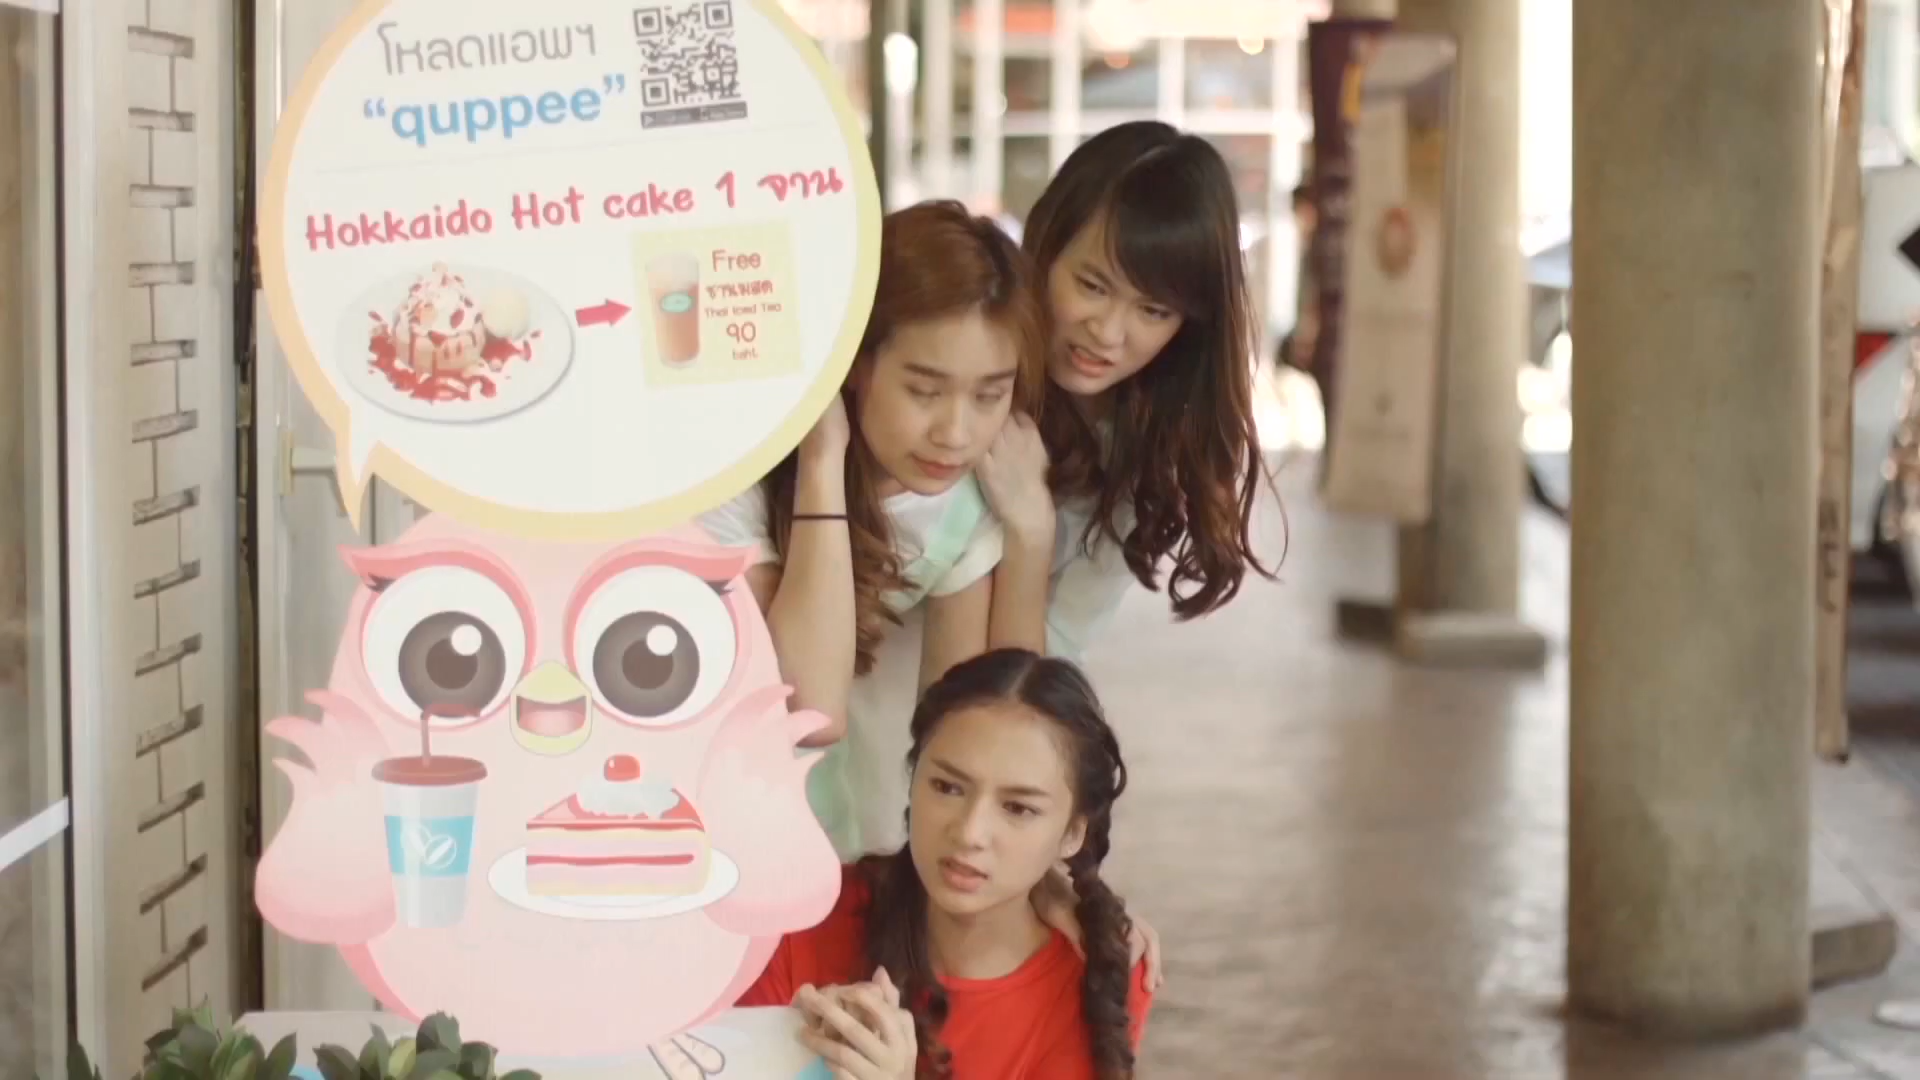 โหลดแอพฯ
“quppee”
Hokkaido Hot cake 1 จาน
Free
ชานมสด
Thai Iced Tea
90
baht